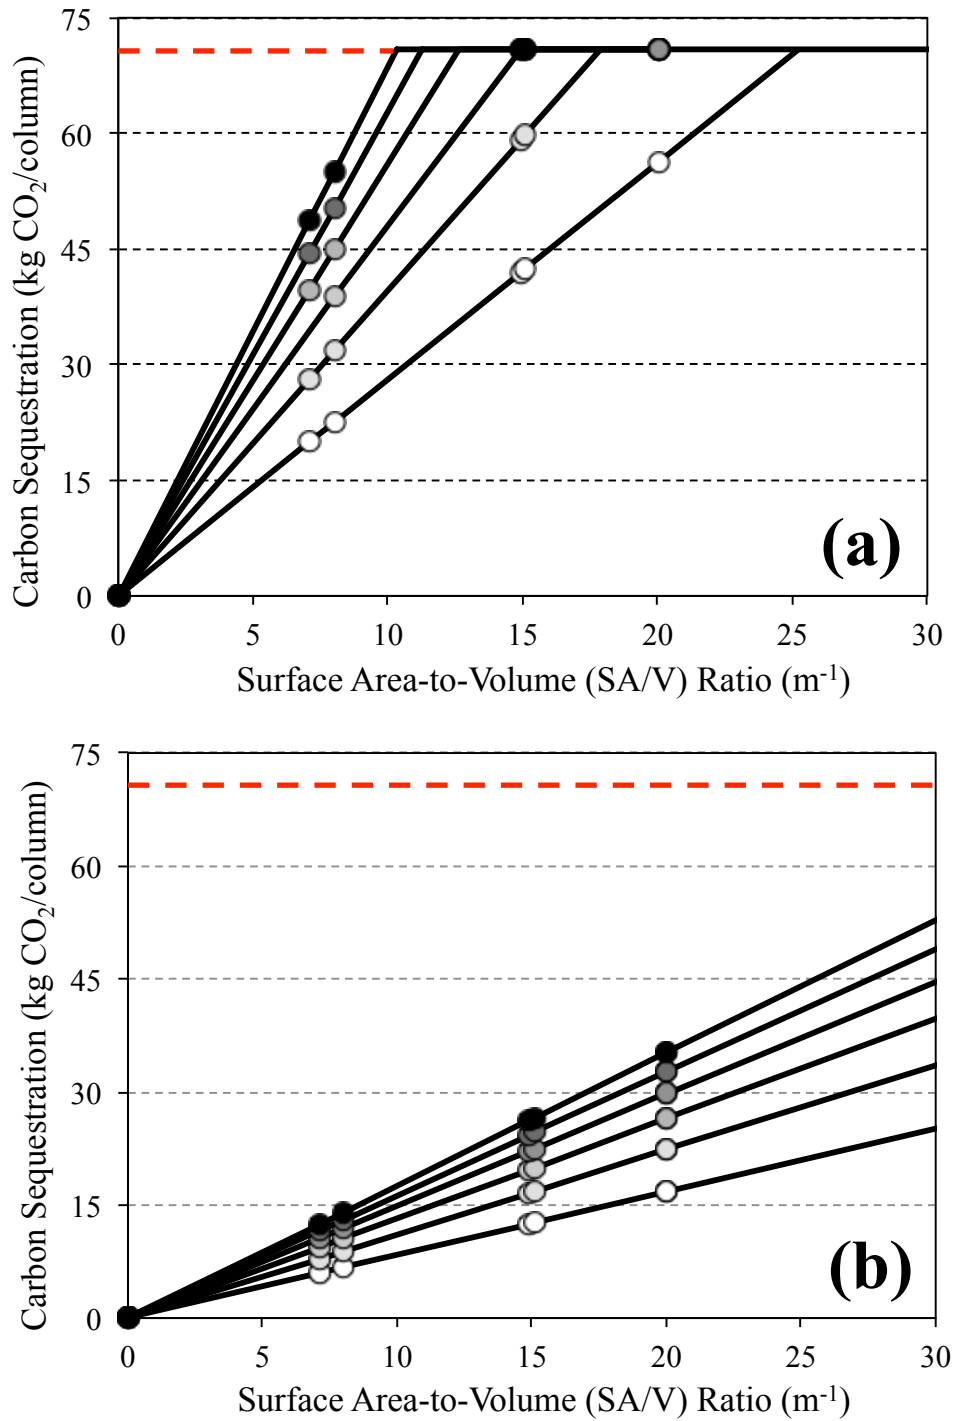 75
60
45
30
15
0
Carbon Sequestration (kg CO₂/column)
(a)
0 5 10 15 20 25 30
Surface Area-to-Volume (SA/V) Ratio (m⁻¹)
75
60
45
30
15
0
Carbon Sequestration (kg CO₂/column)
(b)
0 5 10 15 20 25 30
Surface Area-to-Volume (SA/V) Ratio (m⁻¹)